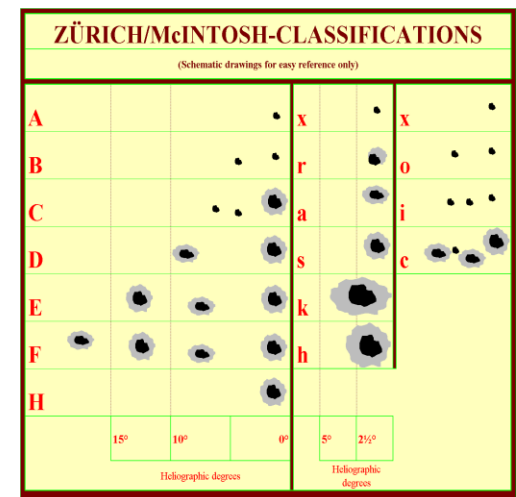 ZÜRICH/McINTOSH-CLASSIFICATIONS
(Schematic drawings for easy reference only)
A x x
B r o
C a i
D s c
E k
F h
H
15° 10° 0° 5° 2½°
Heliographic degrees
Heliographic
degrees